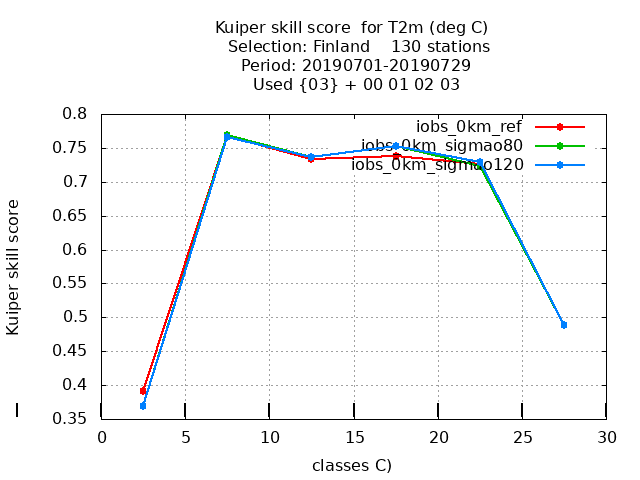 Kuiper skill score  for T2m (deg C)
Selection: Finland    130 stations
Period: 20190701-20190729
Used {03} + 00 01 02 03
iobs_0km_ref
iobs_0km_sigmao80
iobs_0km_sigmao120
Kuiper skill score
0.8
0.75
0.7
0.65
0.6
0.55
0.5
0.45
0.4
0.35
0 5 10 15 20 25 30
classes C)